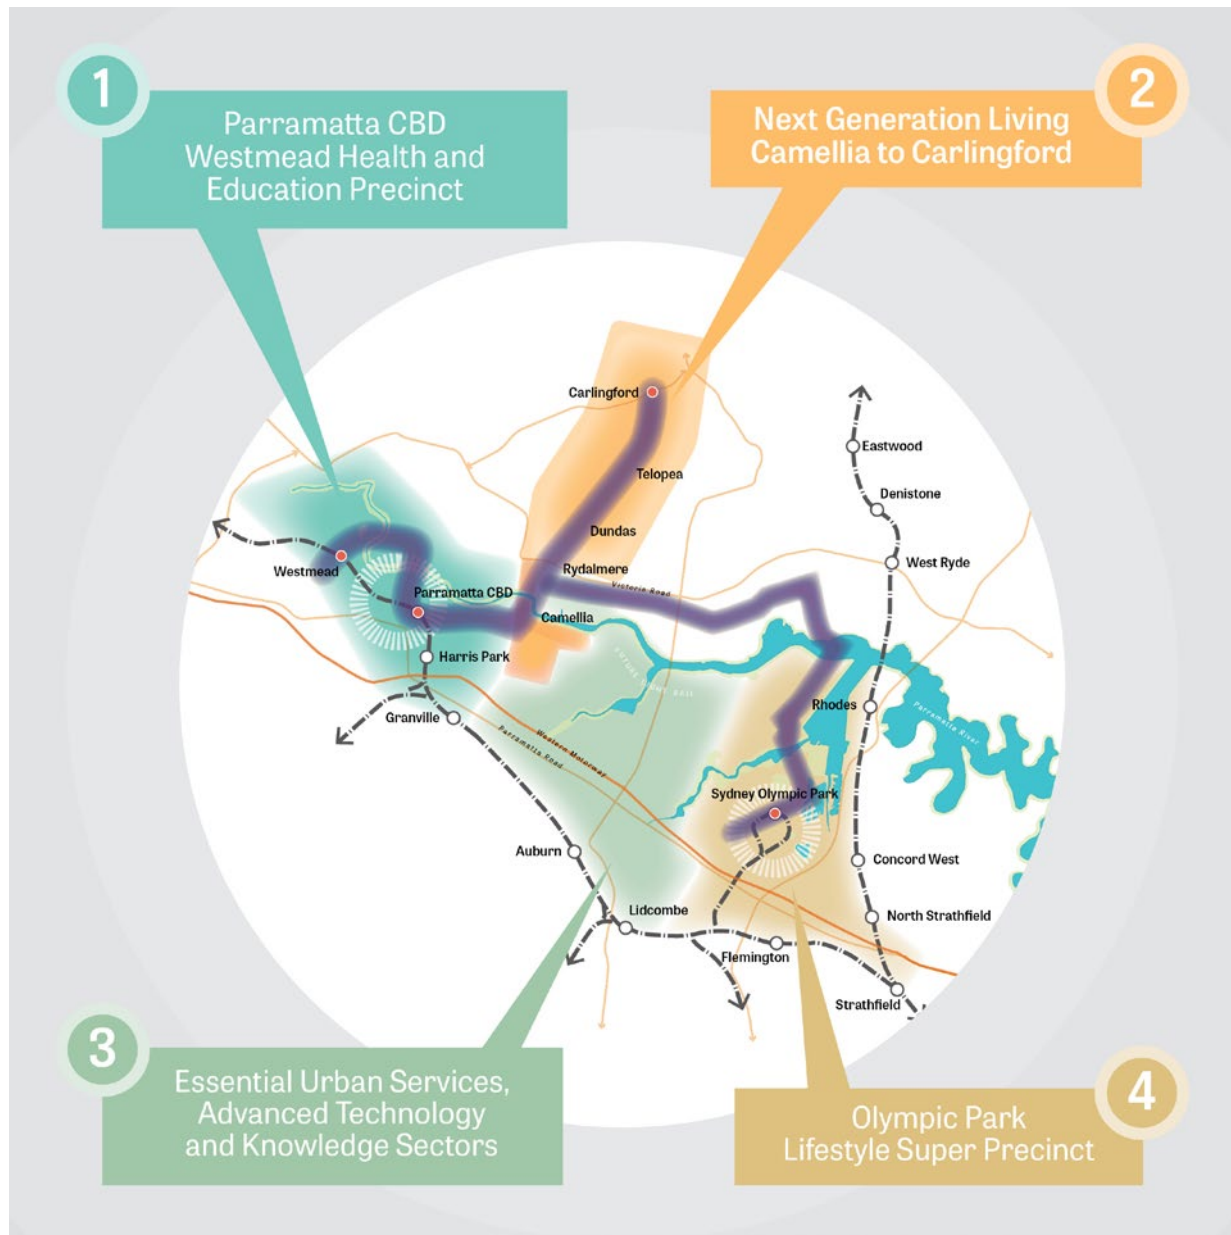 1
Parramatta CBD
Westmead Health and
Education Precinct
2
Next Generation Living
Camellia to Carlingford
Carlingford
Eastwood
Telopea
Denistone
Dundas
West Ryde
Westmead
Rydalmere
Victoria Road
Parramatta CBD
Camellia
Harris Park
Rhodes
Parramatta River
Granville
Western Motorway
Parramatta Road
Sydney Olympic Park
Auburn
Concord West
Lidcombe
North Strathfield
Flemington
Strathfield
3
Essential Urban Services,
Advanced Technology
and Knowledge Sectors
4
Olympic Park
Lifestyle Super Precinct